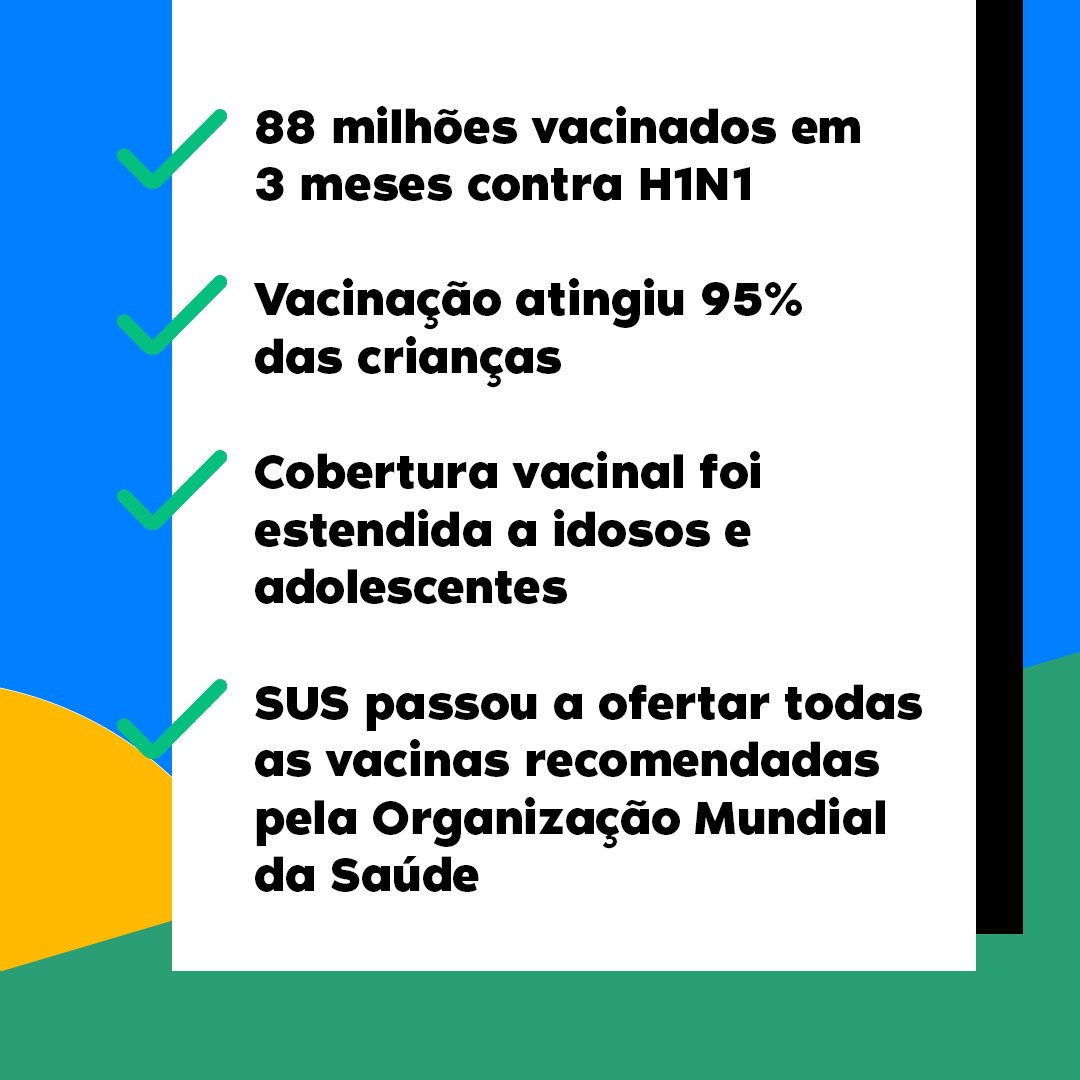 88 milhões vacinados em
3 meses contra H1N1
Vacinação atingiu 95%
das crianças
Cobertura vacinal foi
estendida a idosos e
adolescentes
SUS passou a ofertar todas
as vacinas recomendadas
pela Organização Mundial
da Saúde